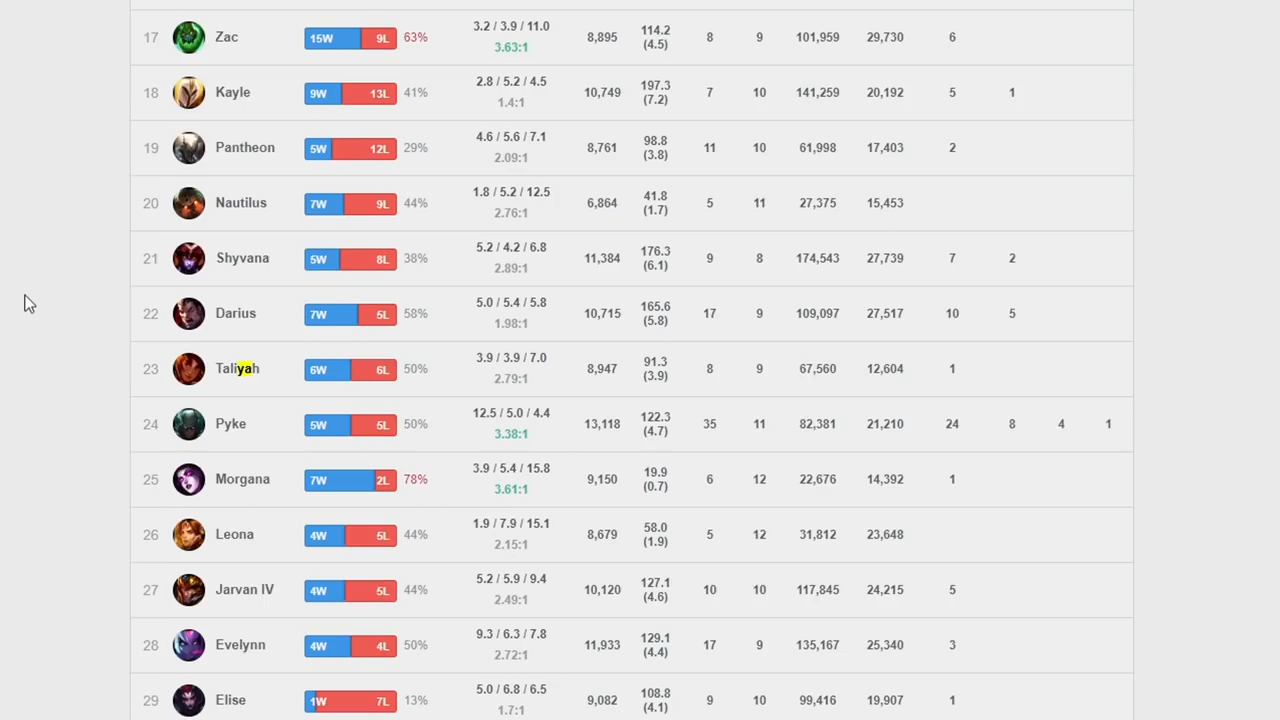 17 Zac 15W 9L 63% 3.2 / 3.9 / 11.0 3.63:1 8,895 114.2 (4.5) 8 9 101,959 29,730 6
18 Kayle 9W 13L 41% 2.8 / 5.2 / 4.5 1.4:1 10,749 197.3 (7.2) 7 10 141,259 20,192 5 1
19 Pantheon 5W 12L 29% 4.6 / 5.6 / 7.1 2.09:1 8,761 98.8 (3.8) 11 10 61,998 17,403 2
20 Nautilus 7W 9L 44% 1.8 / 5.2 / 12.5 2.76:1 6,864 41.8 (1.7) 5 11 27,375 15,453
21 Shyvana 5W 8L 38% 5.2 / 4.2 / 6.8 2.89:1 11,384 176.3 (6.1) 9 8 174,543 27,739 7 2
22 Darius 7W 5L 58% 5.0 / 5.4 / 5.8 1.98:1 10,715 165.6 (5.8) 17 9 109,097 27,517 10 5
23 Taliyah 6W 6L 50% 3.9 / 3.9 / 7.0 2.79:1 8,947 91.3 (3.9) 8 9 67,560 12,604 1
24 Pyke 5W 5L 50% 12.5 / 5.0 / 4.4 3.38:1 13,118 122.3 (4.7) 35 11 82,381 21,210 24 8 4 1
25 Morgana 7W 2L 78% 3.9 / 5.4 / 15.8 3.61:1 9,150 19.9 (0.7) 6 12 22,676 14,392 1
26 Leona 4W 5L 44% 1.9 / 7.9 / 15.1 2.15:1 8,679 58.0 (1.9) 5 12 31,812 23,648
27 Jarvan IV 4W 5L 44% 5.2 / 5.9 / 9.4 2.49:1 10,120 127.1 (4.6) 10 10 117,845 24,215 5
28 Evelynn 4W 4L 50% 9.3 / 6.3 / 7.8 2.72:1 11,933 129.1 (4.4) 17 9 135,167 25,340 3
29 Elise 1W 7L 13% 5.0 / 6.8 / 6.5 1.7:1 9,082 108.8 (4.1) 9 10 99,416 19,907 1